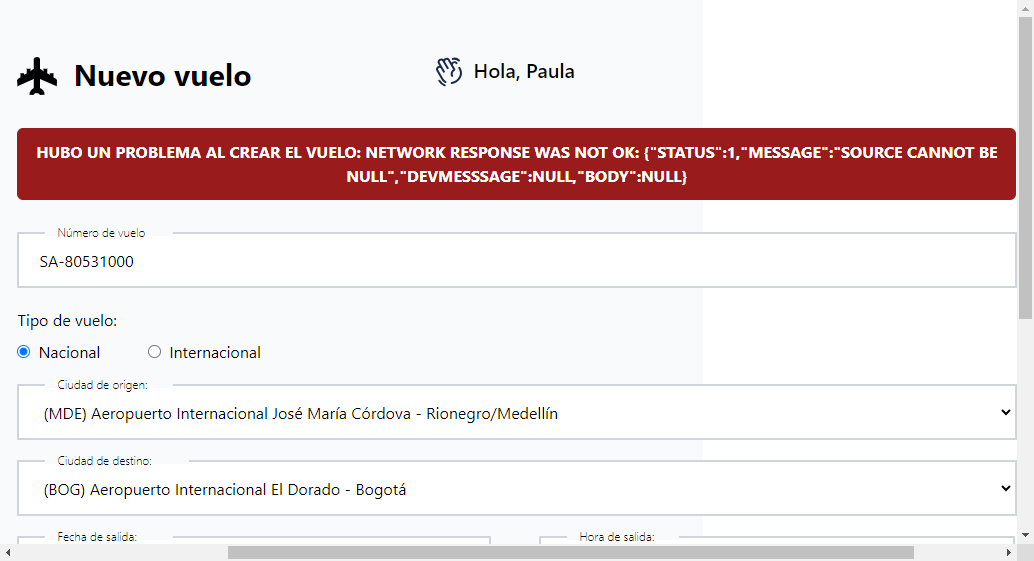 Nuevo vuelo
Hola, Paula
HUBO UN PROBLEMA AL CREAR EL VUELO: NETWORK RESPONSE WAS NOT OK: {"STATUS":1,"MESSAGE":"SOURCE CANNOT BE
NULL","DEVMESSSAGE":NULL,"BODY":NULL}
Número de vuelo
SA-80531000
Tipo de vuelo:
Nacional
Internacional
Ciudad de origen:
(MDE) Aeropuerto Internacional José María Córdova - Rionegro/Medellín
Ciudad de destino:
(BOG) Aeropuerto Internacional El Dorado - Bogotá
Fecha de salida:
Hora de salida: